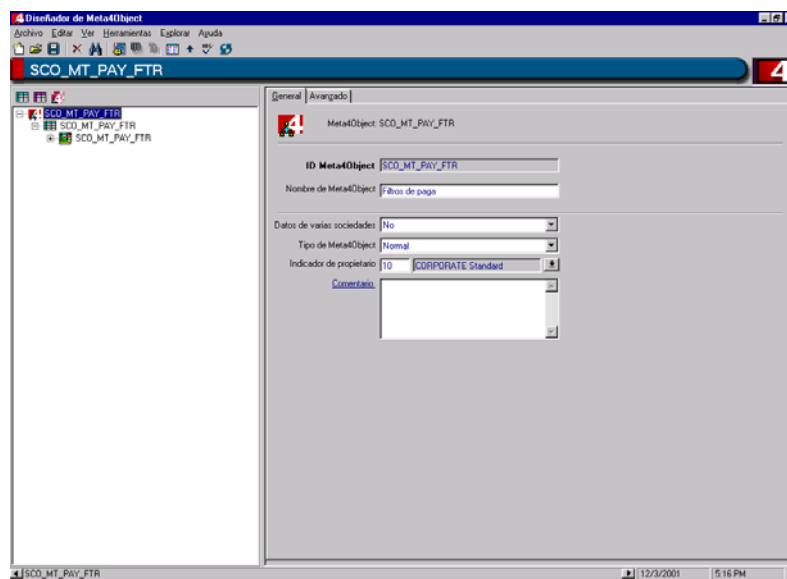 Diseñador de Meta4Object
Archivo Editar Ver Herramientas Explorar Ayuda
SCO_MT_PAY_FTR
SCO_MT_PAY_FTR
SCO_MT_PAY_FTR
SCO_MT_PAY_FTR
General Avanzado
Meta4Object: SCO_MT_PAY_FTR
ID Meta4Object SCO_MT_PAY_FTR
Nombre de Meta4Object Filtros de paga
Datos de varias sociedades No
Tipo de Meta4Object Normal
Indicador de propietario 10 CORPORATE Standard
Comentario
SCO_MT_PAY_FTR 12/3/2001 5:16 PM